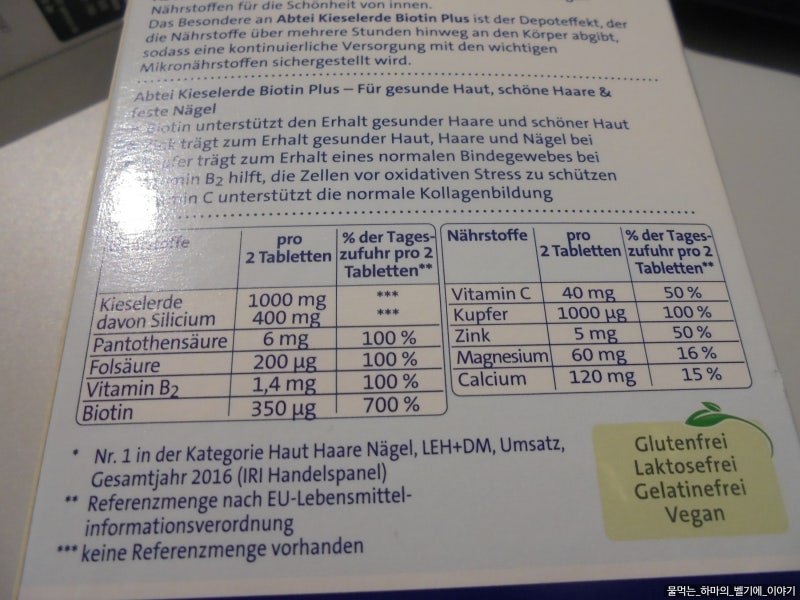 Nährstoffen für die Schönheit von innen.
Das Besondere an Abtei Kieselerde Biotin Plus ist der Depoteffekt, der
die Nährstoffe über mehrere Stunden hinweg an den Körper abgibt,
sodass eine kontinuierliche Versorgung mit den wichtigen
Mikronährstoffen sichergestellt wird.
Abtei Kieselerde Biotin Plus – Für gesunde Haut, schöne Haare &
feste Nägel
Biotin unterstützt den Erhalt gesunder Haare und schöner Haut
trägt zum Erhalt gesunder Haut, Haare und Nägel bei
trägt zum Erhalt eines normalen Bindegewebes bei
B2 hilft, die Zellen vor oxidativen Stress zu schützen
C unterstützt die normale Kollagenbildung
pro 2 Tabletten % der Tages-zufuhr pro 2 Tabletten**
Kieselerde 1000 mg ***
davon Silicium 400 mg ***
Pantothensäure 6 mg 100 %
Folsäure 200 µg 100 %
Vitamin B2 1,4 mg 100 %
Biotin 350 µg 700 %
Nährstoffe pro 2 Tabletten % der Tages-zufuhr pro 2 Tabletten**
Vitamin C 40 mg 50 %
Kupfer 1000 µg 100 %
Zink 5 mg 50 %
Magnesium 60 mg 16 %
Calcium 120 mg 15 %
* Nr. 1 in der Kategorie Haut Haare Nägel, LEH+DM, Umsatz,
Gesamtjahr 2016 (IRI Handelspanel)
** Referenzmenge nach EU-Lebensmittel-
informationsverordnung
*** keine Referenzmenge vorhanden
Glutenfrei
Laktosefrei
Gelatinefrei
Vegan
물먹는_하마의_벨기에_이야기